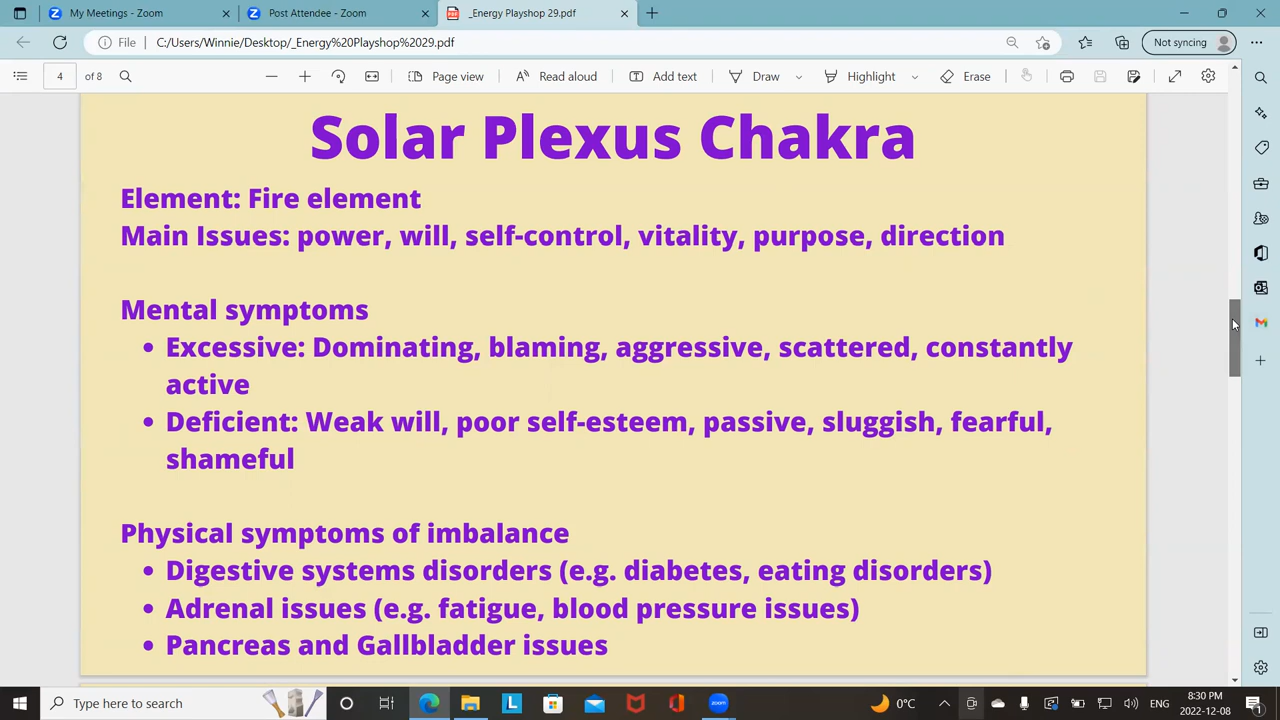 My Meetings - Zoom
Post Attendee - Zoom
_Energy Playshop 29.pdf
File
C:/Users/Winnie/Desktop/_Energy%20Playshop%2029.pdf
Not syncing
4 of 8
Page view
Read aloud
Add text
Draw
Highlight
Erase
Solar Plexus Chakra
Element: Fire element
Main Issues: power, will, self-control, vitality, purpose, direction
Mental symptoms
• Excessive: Dominating, blaming, aggressive, scattered, constantly
active
• Deficient: Weak will, poor self-esteem, passive, sluggish, fearful,
shameful
Physical symptoms of imbalance
• Digestive systems disorders (e.g. diabetes, eating disorders)
• Adrenal issues (e.g. fatigue, blood pressure issues)
• Pancreas and Gallbladder issues
Type here to search
L
zoom
0°C
ENG
8:30 PM
2022-12-08